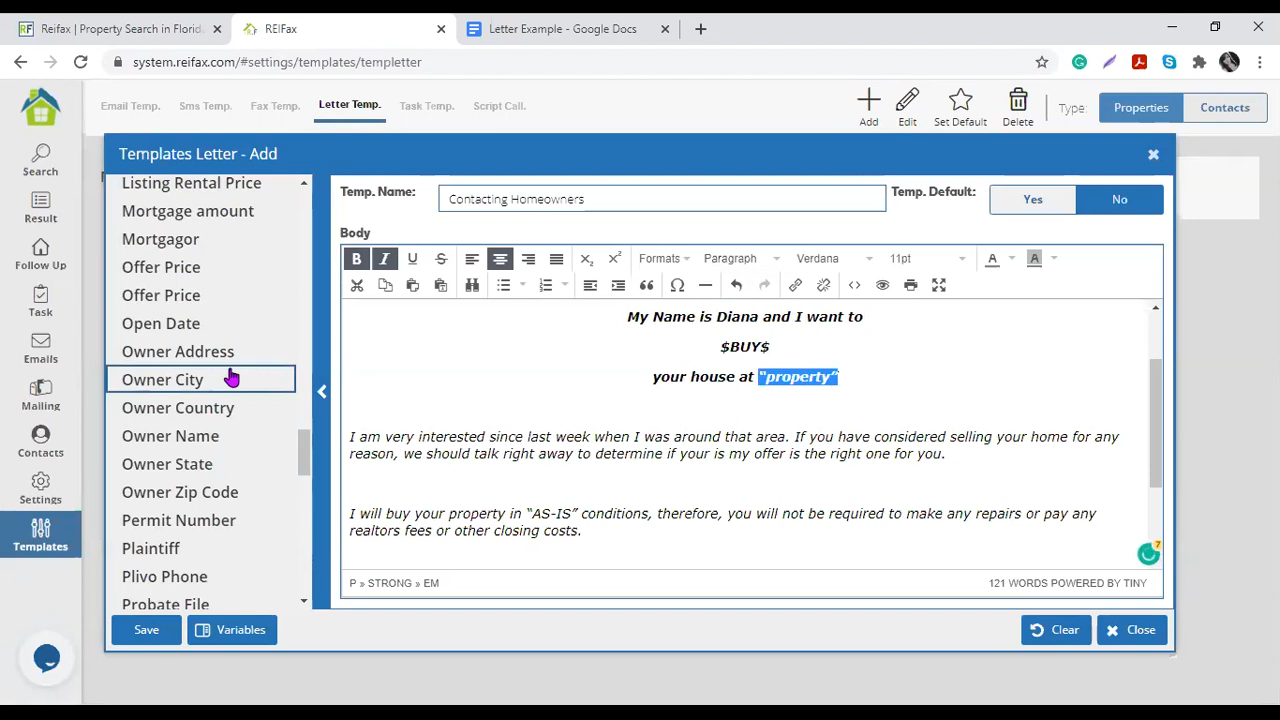 Reifax | Property Search in Florid
REIFax
Letter Example - Google Docs
system.reifax.com/#settings/templates/templetter
Email Temp.
Sms Temp.
Fax Temp.
Letter Temp.
Task Temp.
Script Call.
Add
Edit
Set Default
Delete
Type:
Properties
Contacts
Search
Result
Follow Up
Task
Emails
Mailing
Contacts
Settings
Templates
Templates Letter - Add
Listing Rental Price
Mortgage amount
Mortgagor
Offer Price
Offer Price
Open Date
Owner Address
Owner City
Owner Country
Owner Name
Owner State
Owner Zip Code
Permit Number
Plaintiff
Plivo Phone
Probate File
Temp. Name:
Contacting Homeowners
Temp. Default:
Yes
No
Body
B I U S X₂ X² Formats Paragraph Verdana 11pt A A
My Name is Diana and I want to
$BUY$
your house at “property”
I am very interested since last week when I was around that area. If you have considered selling your home for any
reason, we should talk right away to determine if your is my offer is the right one for you.
I will buy your property in “AS-IS” conditions, therefore, you will not be required to make any repairs or pay any
realtors fees or other closing costs.
7
P » STRONG » EM
121 WORDS POWERED BY TINY
Save
Variables
Clear
Close